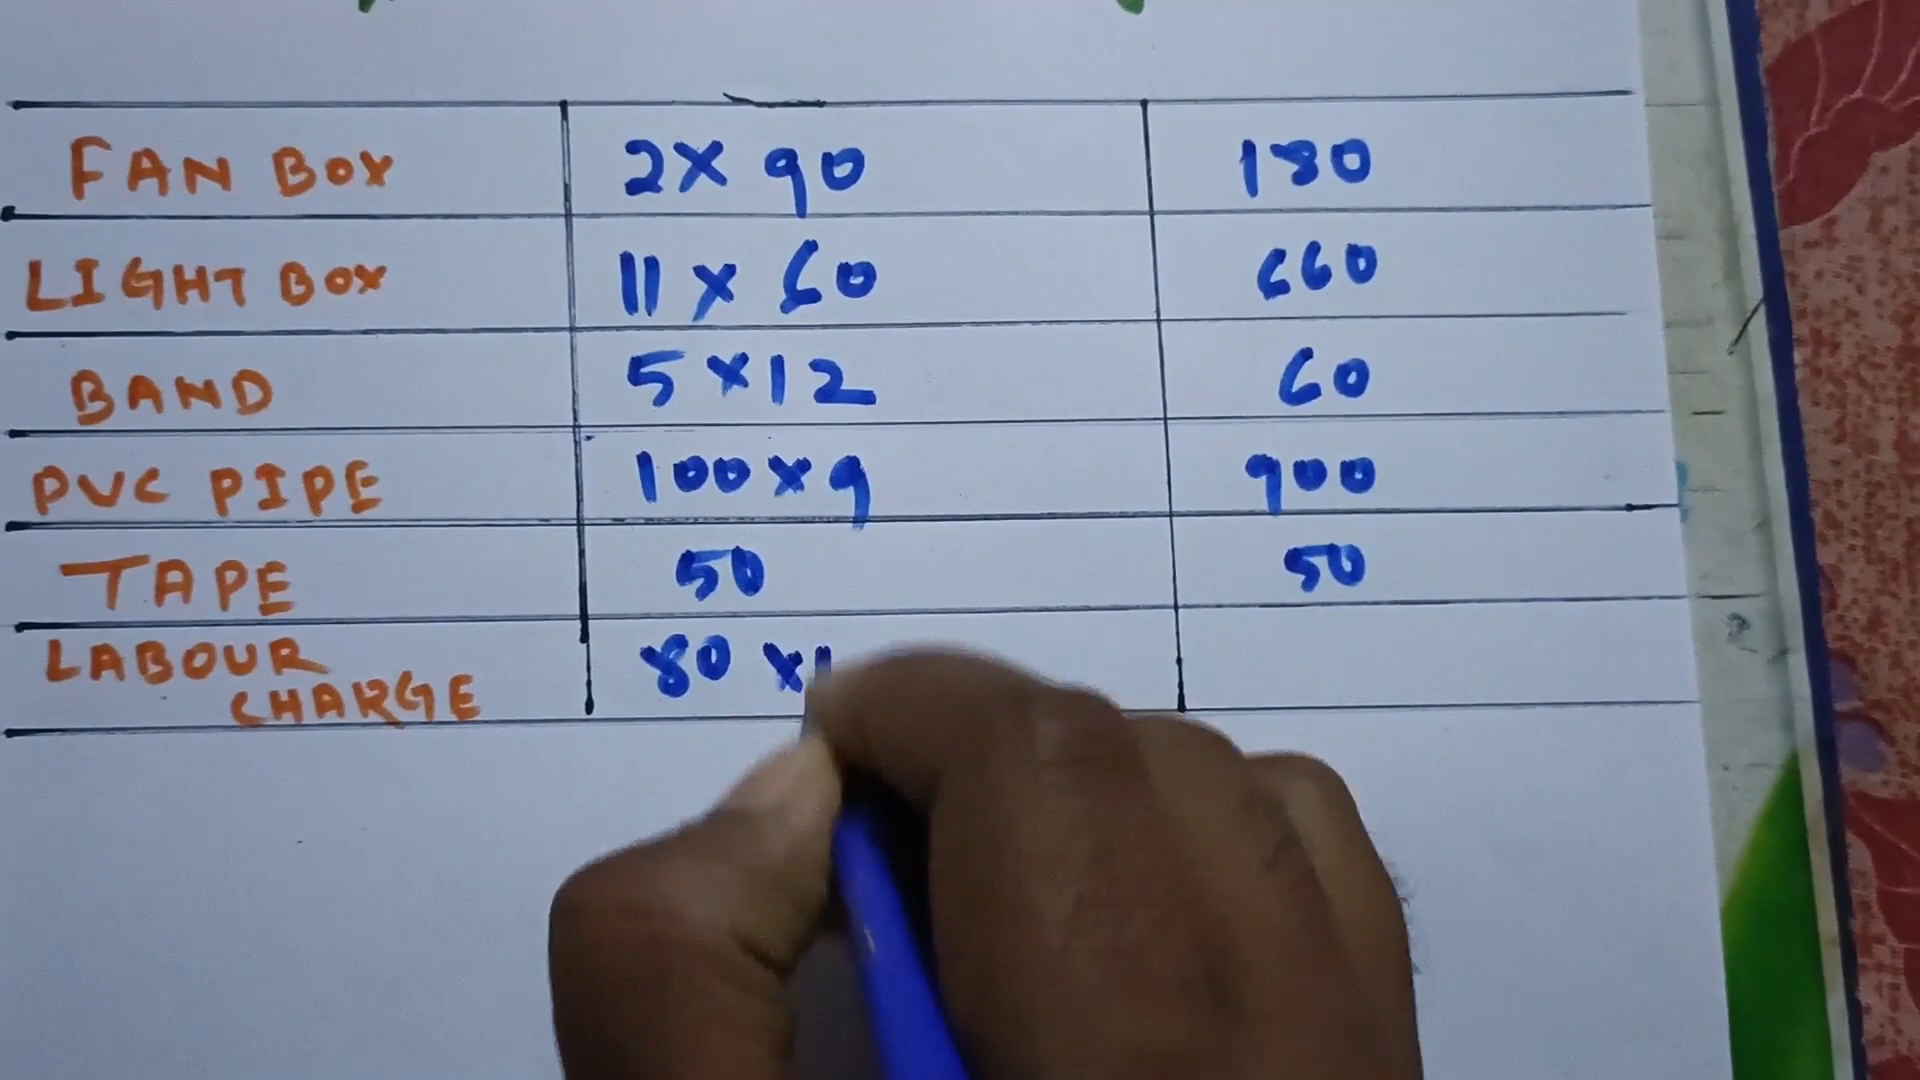 FAN BOX 2 X 90 180
LIGHT BOX 11 X 60 660
BAND 5 X 12 60
PVC PIPE 100 X 9 900
TAPE 50 50
LABOUR 80 X
CHARGE